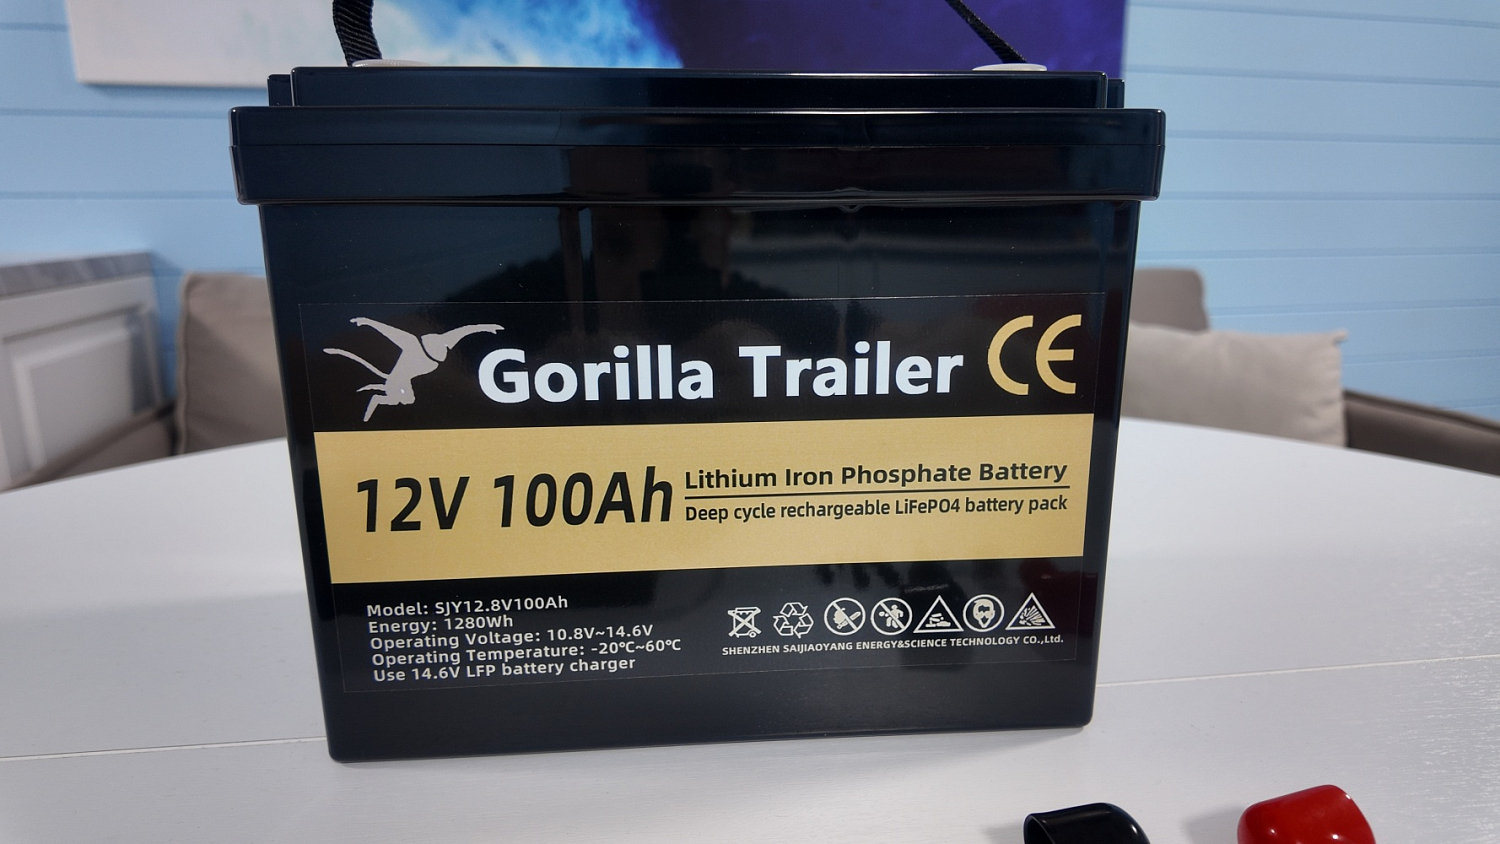 Gorilla Trailer CE
12V 100Ah
Lithium Iron Phosphate Battery
Deep cycle rechargeable LiFePO4 battery pack
Model: SJY12.8V100Ah
Energy: 1280Wh
Operating Voltage: 10.8V~14.6V
Operating Temperature: -20℃~60℃
Use 14.6V LFP battery charger
SHENZHEN SAIJIAOYANG ENERGY&SCIENCE TECHNOLOGY CO.,Ltd.